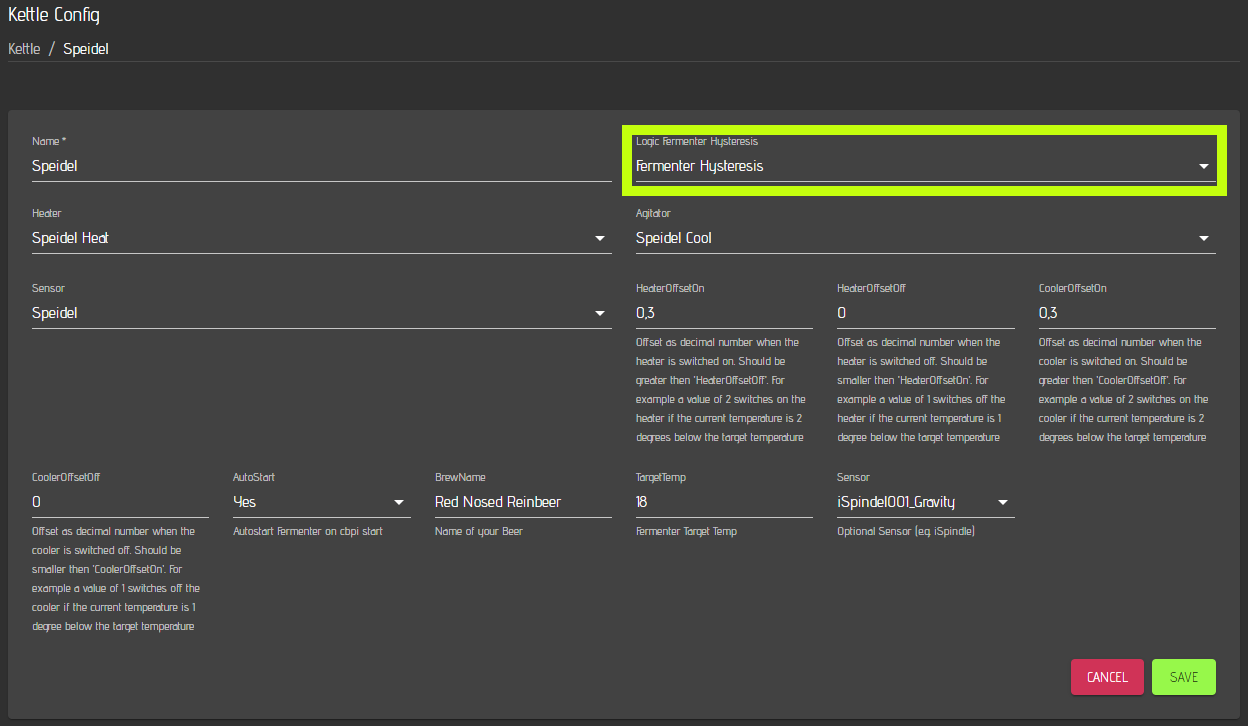 Kettle Config
Kettle / Speidel
Name *
Speidel
Logic Fermenter Hysteresis
Fermenter Hysteresis
Heater
Speidel Heat
Agitator
Speidel Cool
Sensor
Speidel
HeaterOffsetOn
0,3
Offset as decimal number when the
heater is switched on. Should be
greater then 'HeaterOffsetOff'. For
example a value of 2 switches on the
heater if the current temperature is 2
degrees below the target temperature
HeaterOffsetOff
0
Offset as decimal number when the
heater is switched off. Should be
smaller then 'HeaterOffsetOn'. For
example a value of 1 switches off the
heater if the current temperature is 1
degree below the target temperature
CoolerOffsetOn
0,3
Offset as decimal number when the
cooler is switched on. Should be
greater then 'CoolerOffsetOff'. For
example a value of 2 switches on the
cooler if the current temperature is 2
degrees below the target temperature
CoolerOffsetOff
0
Offset as decimal number when the
cooler is switched off. Should be
smaller then 'CoolerOffsetOn'. For
example a value of 1 switches off the
cooler if the current temperature is 1
degree below the target temperature
AutoStart
Yes
Autostart Fermenter on cbpi start
BrewName
Red Nosed Reinbeer
Name of your Beer
TargetTemp
18
Fermenter Target Temp
Sensor
iSpindel001_Gravity
Optional Sensor (e.g. iSpindle)
CANCEL
SAVE